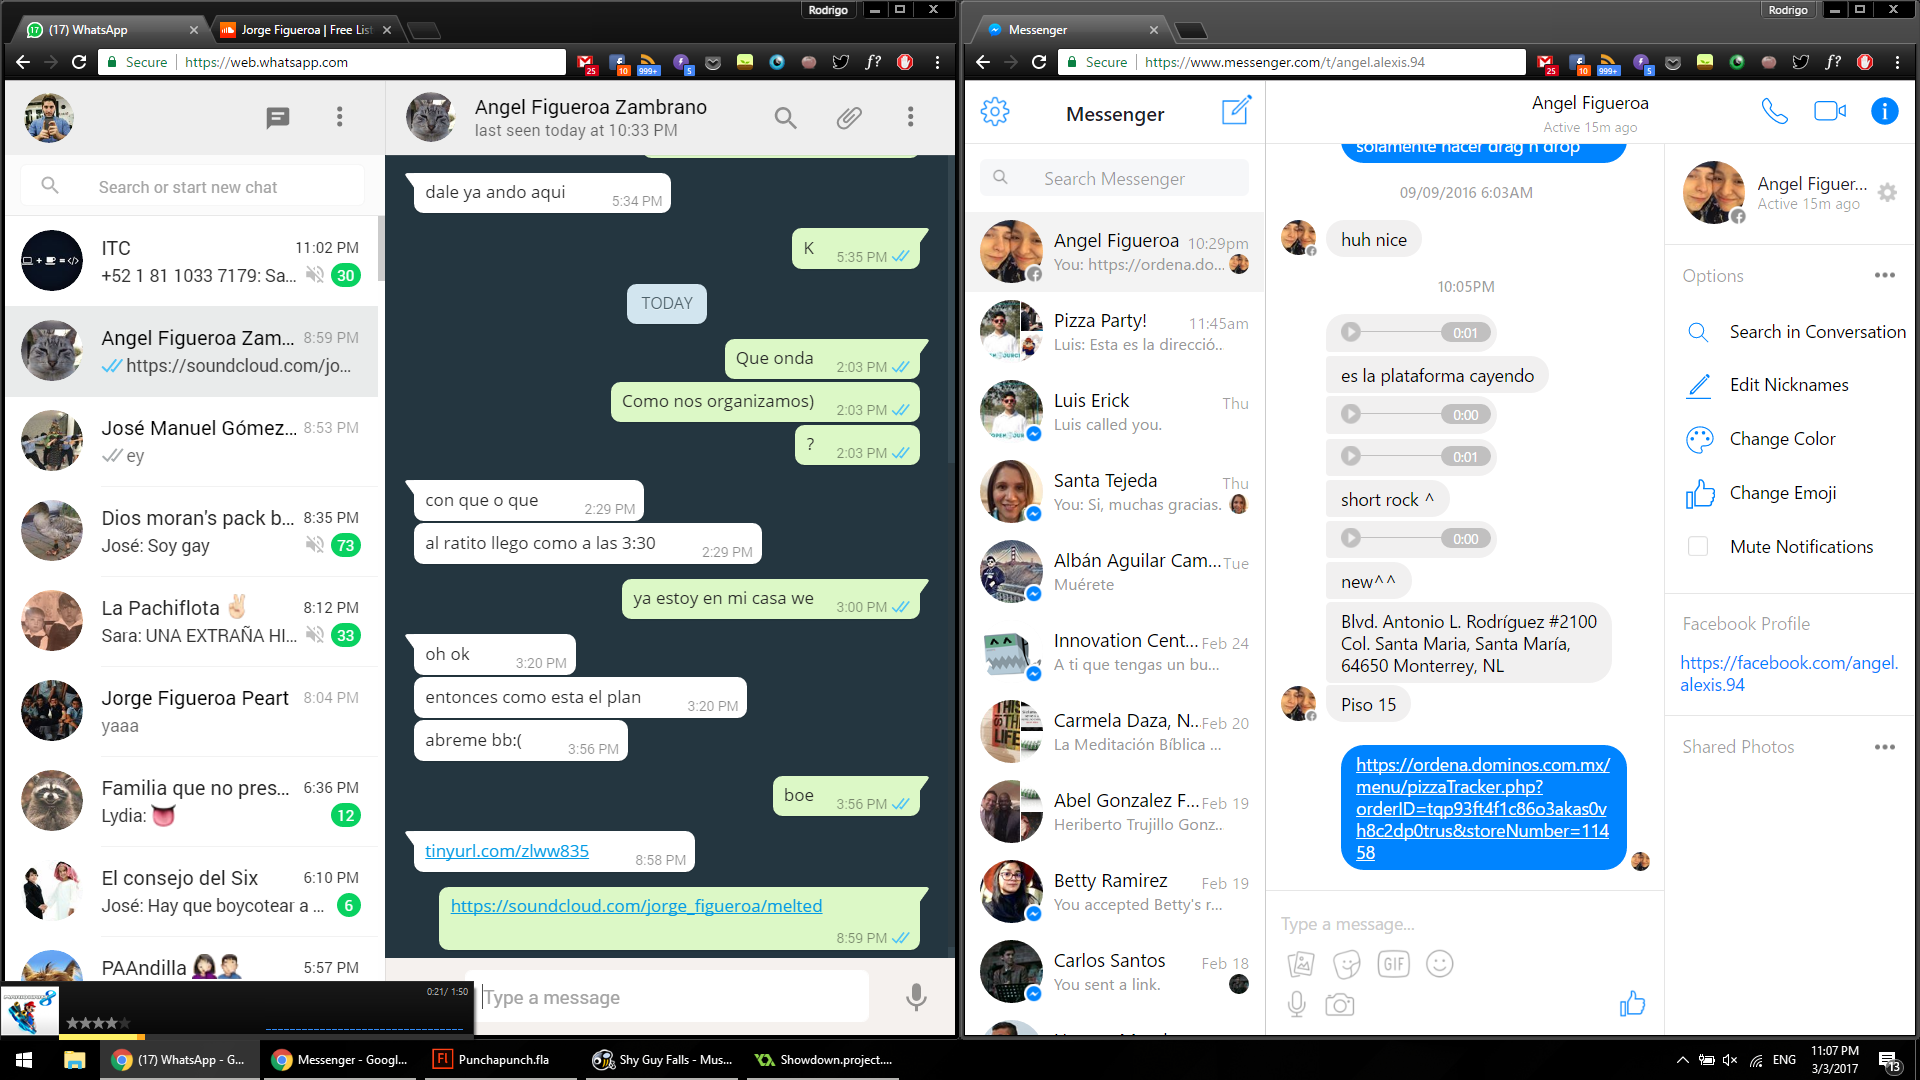 Rodrigo
(17) WhatsApp
Jorge Figueroa | Free List
Secure
https://web.whatsapp.com
25
10
999+
5
f?
Angel Figueroa Zambrano
last seen today at 10:33 PM
Search or start new chat
ITC
11:02 PM
+52 1 81 1033 7179: Sa...
30
Angel Figueroa Zam...
8:59 PM
https://soundcloud.com/jo...
José Manuel Gómez...
8:53 PM
ey
Dios moran's pack b...
8:35 PM
José: Soy gay
73
La Pachiflota ✌🏻
8:12 PM
Sara: UNA EXTRAÑA HI...
33
Jorge Figueroa Peart
8:04 PM
yaaa
Familia que no pres...
6:36 PM
Lydia: 👅
12
El consejo del Six
6:10 PM
José: Hay que boycotear a ...
6
PAAndilla
5:57 PM
dale ya ando aqui
5:34 PM
K
5:35 PM
TODAY
Que onda
2:03 PM
Como nos organizamos)
2:03 PM
?
2:03 PM
con que o que
2:29 PM
al ratito llego como a las 3:30
2:29 PM
ya estoy en mi casa we
3:00 PM
oh ok
3:20 PM
entonces como esta el plan
3:20 PM
abreme bb:(
3:56 PM
boe
3:56 PM
tinyurl.com/zlww835
8:58 PM
https://soundcloud.com/jorge_figueroa/melted
8:59 PM
Type a message
0:21/ 1:50
Rodrigo
Messenger
Secure
https://www.messenger.com/t/angel.alexis.94
25
10
999+
5
f?
Messenger
Search Messenger
Angel Figueroa
10:29pm
You: https://ordena.do...
Pizza Party!
11:45am
Luis: Esta es la direcció..
Luis Erick
Thu
Luis called you.
Santa Tejeda
Thu
You: Si, muchas gracias.
Albán Aguilar Cam...
Tue
Muérete
Innovation Cent...
Feb 24
A ti que tengas un bu...
Carmela Daza, N...
Feb 20
La Meditación Bíblica ...
Abel Gonzalez F...
Feb 19
Heriberto Trujillo Gonz..
Betty Ramirez
Feb 19
You accepted Betty's r...
Carlos Santos
Feb 18
You sent a link.
Angel Figueroa
Active 15m ago
solamente hacer drag n drop
09/09/2016 6:03AM
huh nice
10:05PM
0:01
es la plataforma cayendo
0:00
0:01
short rock ^
0:00
new^^
Blvd. Antonio L. Rodríguez #2100
Col. Santa Maria, Santa María,
64650 Monterrey, NL
Piso 15
https://ordena.dominos.com.mx/
menu/pizzaTracker.php?
orderID=tqp93ft4f1c86o3akas0v
h8c2dp0trus&storeNumber=114
58
Type a message...
GIF
Angel Figuer...
Active 15m ago
Options
Search in Conversation
Edit Nicknames
Change Color
Change Emoji
Mute Notifications
Facebook Profile
https://facebook.com/angel.
alexis.94
Shared Photos
(17) WhatsApp - G...
Messenger - Googl...
Punchapunch.fla
Shy Guy Falls - Mus...
Showdown.project....
ENG
11:07 PM
3/3/2017
13